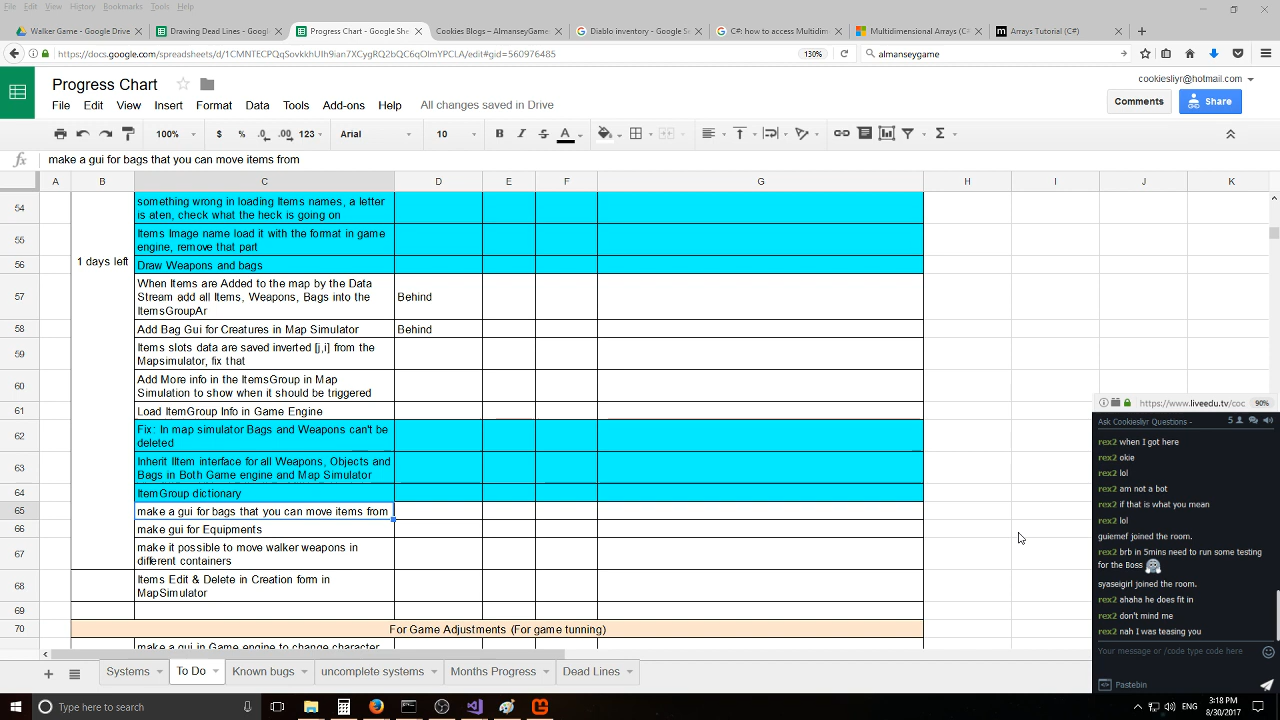 File Edit View History Bookmarks Tools Help
Walker Game - Google Drive
Drawing Dead Lines - Google
Progress Chart - Google She
Cookies Blogs – AlmanseyGam
Diablo inventory - Google S
C#: how to access Multidim
Multidimensional Arrays (C#
Arrays Tutorial (C#)
130%
almanseygame
Progress Chart
cookiesliyr@hotmail.com
File Edit View Insert Format Data Tools Add-ons Help All changes saved in Drive
Comments
Share
100% $ % .0 .00 123 Arial 10 B I S A
fx make a gui for bags that you can move items from
A B C D E F G H I J K
54 something wrong in loading Items names, a letter
is aten, check what the heck is going on
55 Items Image name load it with the format in game
engine, remove that part
1 days left
56 Draw Weapons and bags
57 When Items are Added to the map by the Data
Stream add all Items, Weapons, Bags into the
ItemsGroupAr
Behind
58 Add Bag Gui for Creatures in Map Simulator Behind
59 Items slots data are saved inverted [j,i] from the
Mapsimulator, fix that
60 Add More info in the ItemsGroup in Map
Simulation to show when it should be triggered
61 Load ItemGroup Info in Game Engine
62 Fix: In map simulator Bags and Weapons can't be
deleted
63 Inherit IItem interface for all Weapons, Objects and
Bags in Both Game engine and Map Simulator
64 ItemGroup dictionary
65 make a gui for bags that you can move items from
66 make gui for Equipments
67 make it possible to move walker weapons in
different containers
68 Items Edit & Delete in Creation form in
MapSimulator
69
70 For Game Adjustments (For game tunning)
make a gui in Game engine to change character
Systems To Do Known bugs uncomplete systems Months Progress Dead Lines
https://www.liveedu.tv/coc 90%
Ask Cookiesliyr Questions - 5
rex2 when I got here
rex2 okie
rex2 lol
rex2 am not a bot
rex2 if that is what you mean
rex2 lol
guiemef joined the room.
rex2 brb in 5mins need to run some testing
for the Boss
syaseigirl joined the room.
rex2 ahaha he does fit in
rex2 don't mind me
rex2 nah I was teasing you
Your message or /code type code here
Pastebin
Type here to search
ENG
3:18 PM
8/30/2017